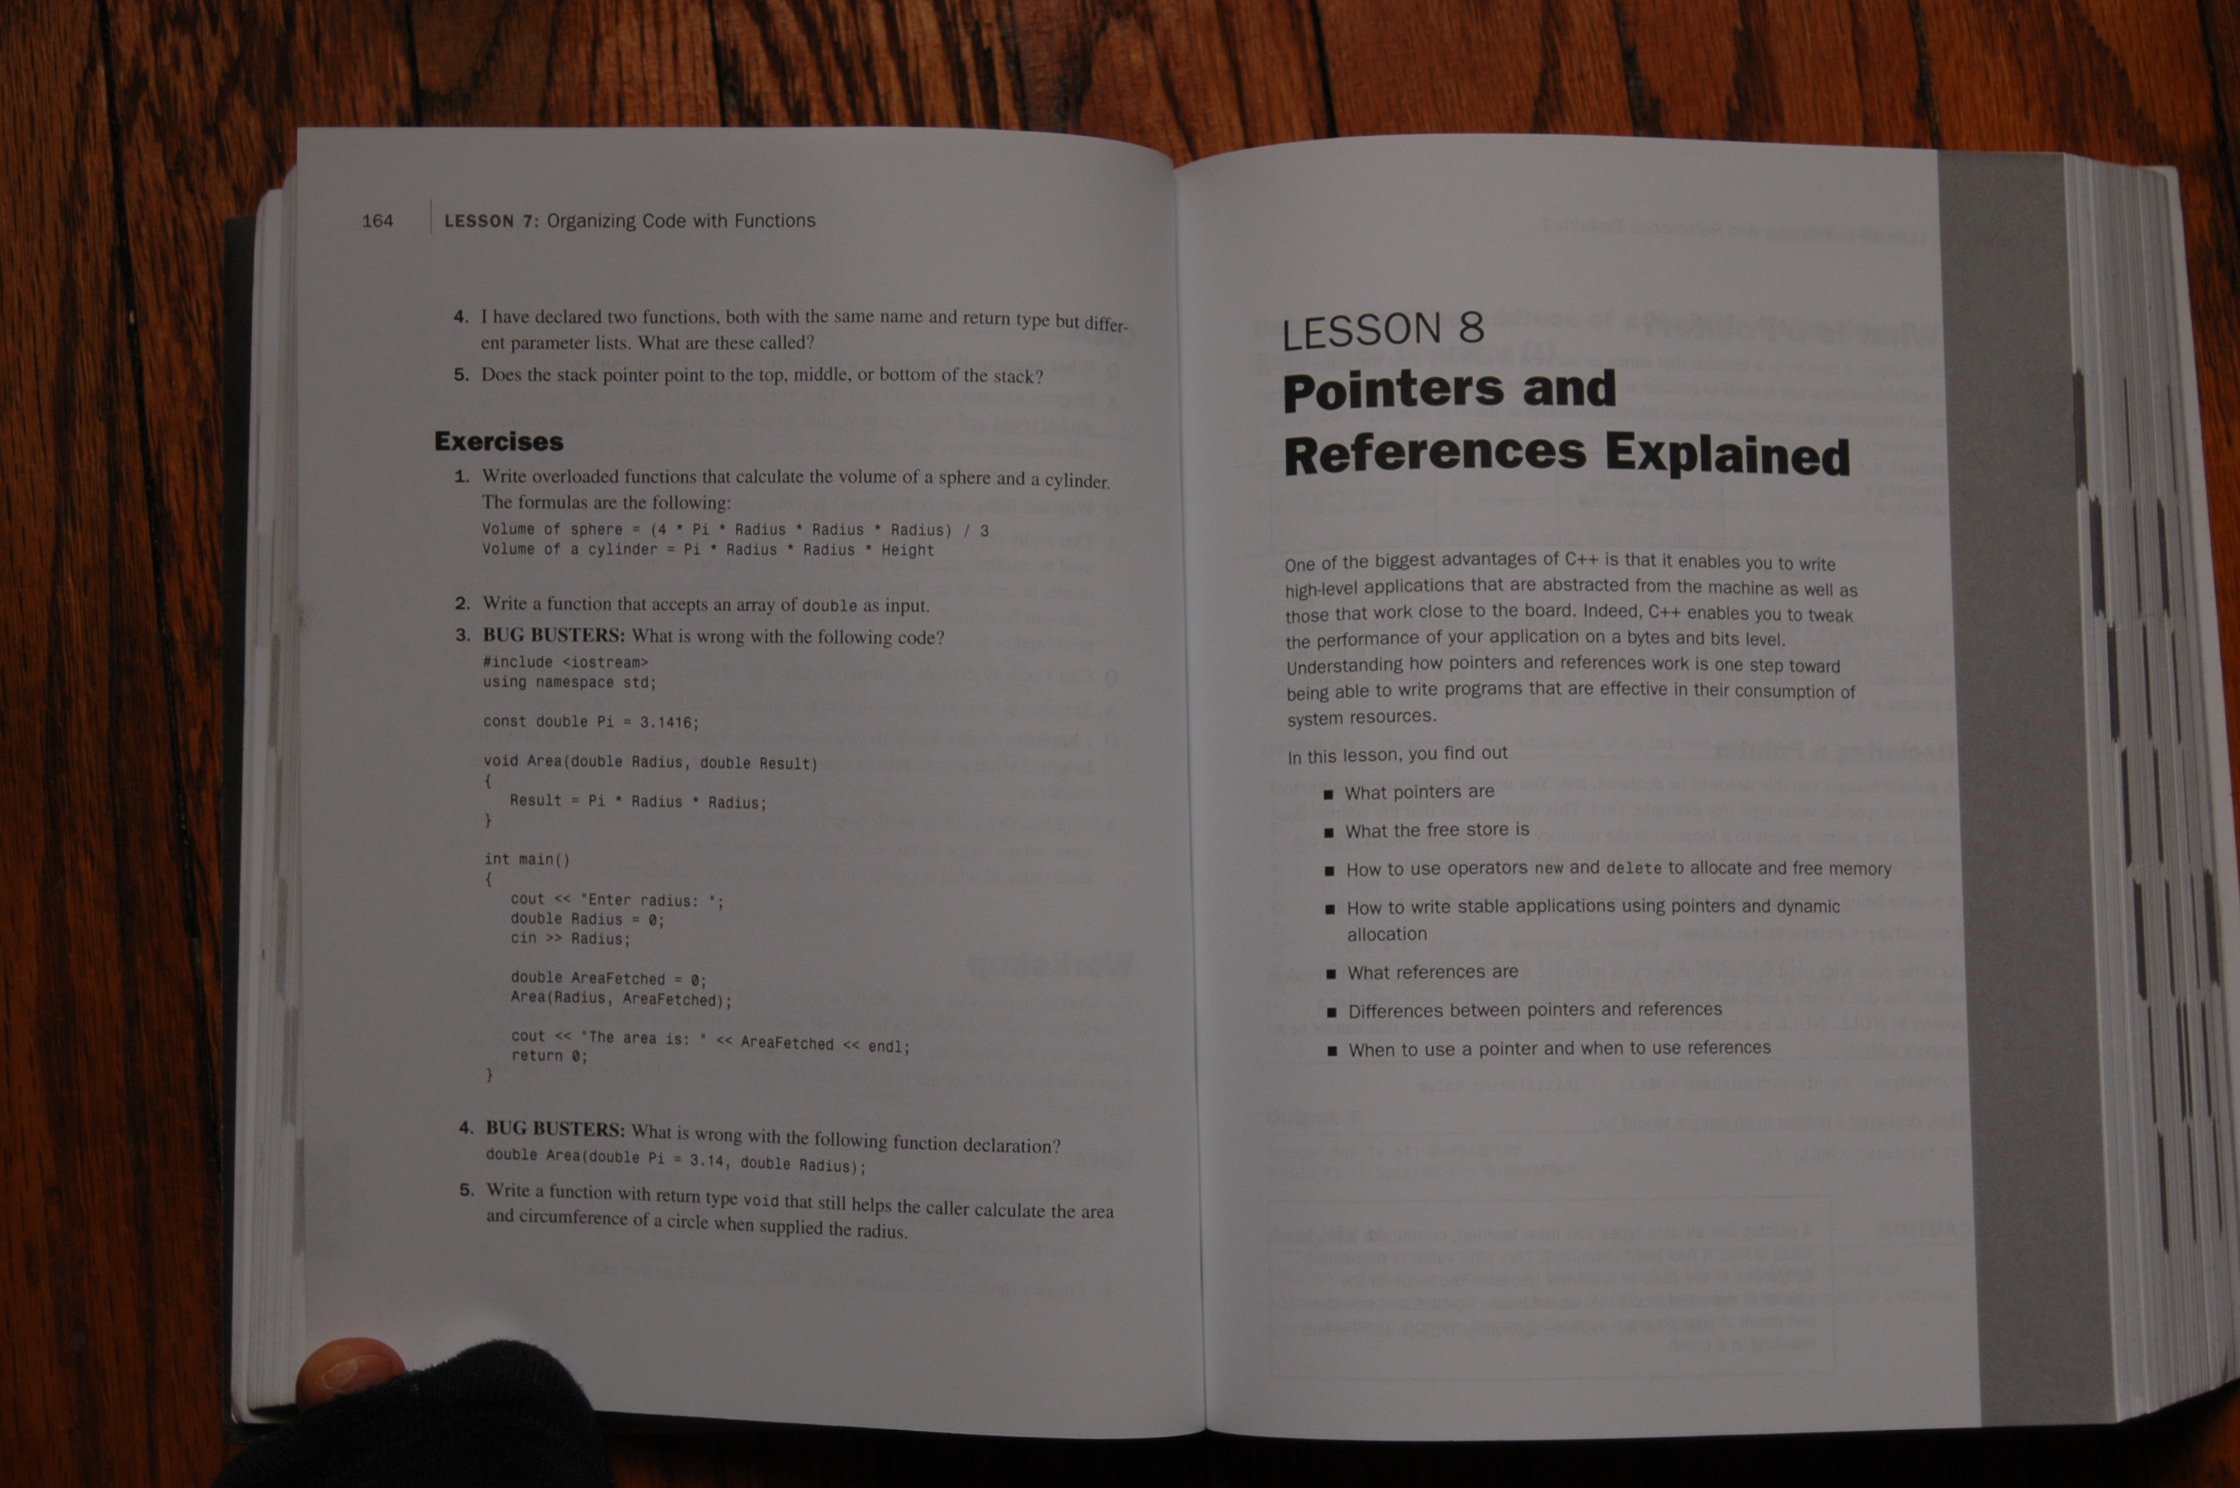 164 LESSON 7: Organizing Code with Functions
4. I have declared two functions, both with the same name and return type but differ-
ent parameter lists. What are these called?
5. Does the stack pointer point to the top, middle, or bottom of the stack?
Exercises
1. Write overloaded functions that calculate the volume of a sphere and a cylinder.
The formulas are the following:
Volume of sphere = (4 * Pi * Radius * Radius * Radius) / 3
Volume of a cylinder = Pi * Radius * Radius * Height
2. Write a function that accepts an array of double as input.
3. BUG BUSTERS: What is wrong with the following code?
#include <iostream>
using namespace std;
const double Pi = 3.1416;
void Area(double Radius, double Result)
{
Result = Pi * Radius * Radius;
}
int main()
{
cout << "Enter radius: ";
double Radius = 0;
cin >> Radius;
double AreaFetched = 0;
Area(Radius, AreaFetched);
cout << "The area is: " << AreaFetched << endl;
return 0;
}
4. BUG BUSTERS: What is wrong with the following function declaration?
double Area(double Pi = 3.14, double Radius);
5. Write a function with return type void that still helps the caller calculate the area
and circumference of a circle when supplied the radius.
LESSON 8
Pointers and
References Explained
One of the biggest advantages of C++ is that it enables you to write
high-level applications that are abstracted from the machine as well as
those that work close to the board. Indeed, C++ enables you to tweak
the performance of your application on a bytes and bits level.
Understanding how pointers and references work is one step toward
being able to write programs that are effective in their consumption of
system resources.
In this lesson, you find out
■ What pointers are
■ What the free store is
■ How to use operators new and delete to allocate and free memory
■ How to write stable applications using pointers and dynamic
allocation
■ What references are
■ Differences between pointers and references
■ When to use a pointer and when to use references